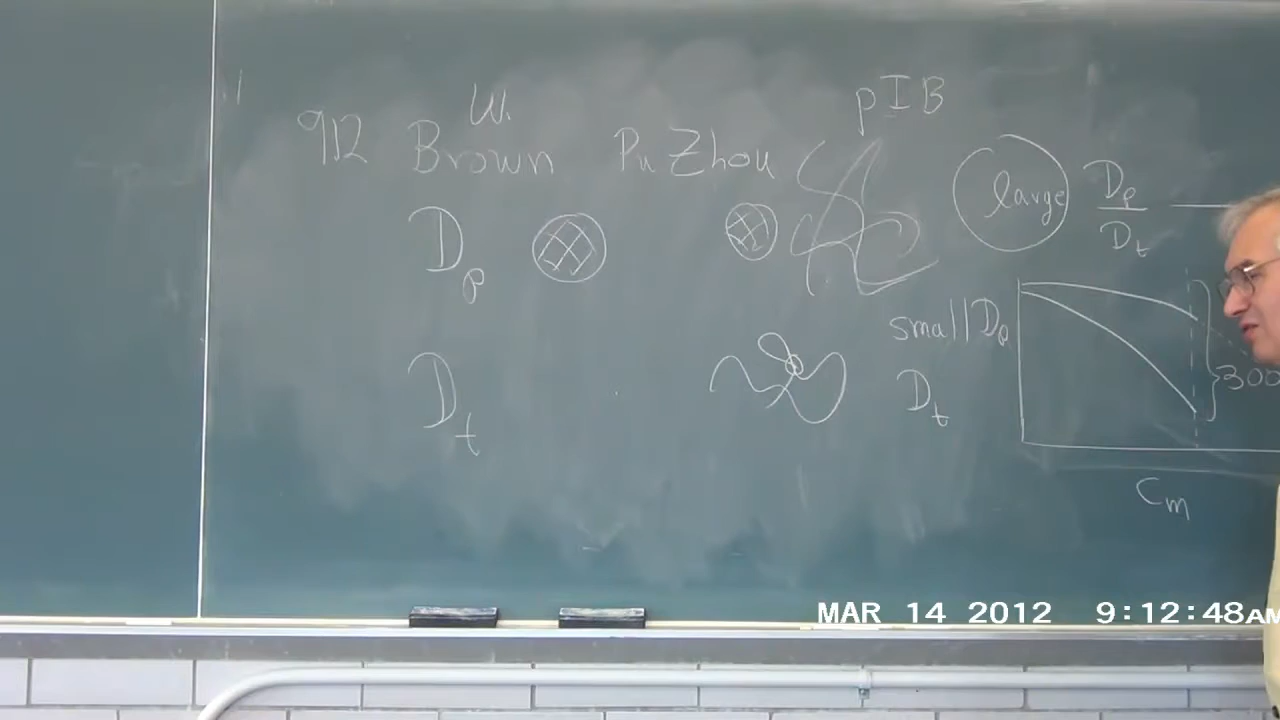 W. pIB
912 Brown Pu Zhou
large Dp
Dt
Dp
small Dp
300
Dt
Dt
Cm
MAR 14 2012 9:12:48AM